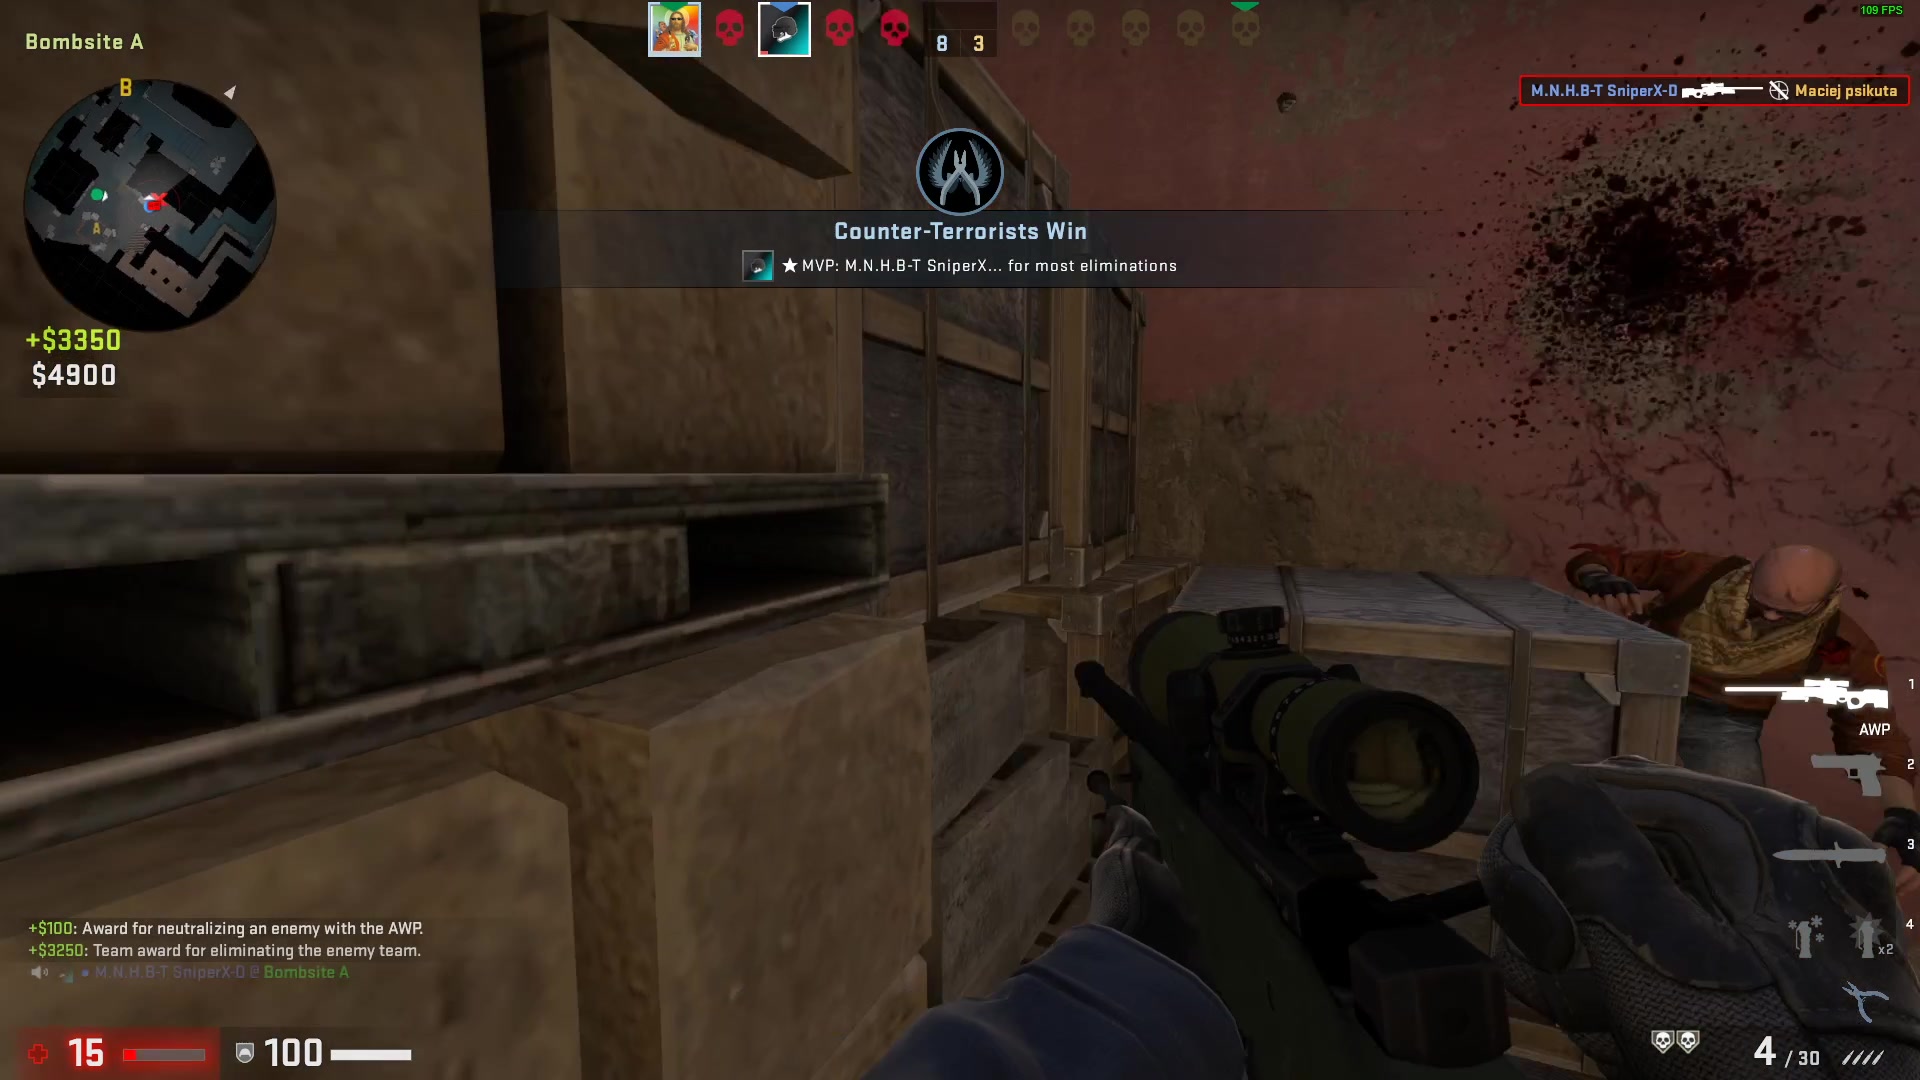 109 FPS
Bombsite A
8 3
B
M.N.H.B-T SniperX-D Maciej psikuta
A
Counter-Terrorists Win
MVP: M.N.H.B-T SniperX... for most eliminations
+$3350
$4900
1
AWP
2
3
4
x2
+$100: Award for neutralizing an enemy with the AWP.
+$3250: Team award for eliminating the enemy team.
M.N.H.B-T SniperX-D @ Bombsite A
15 100
4 / 30